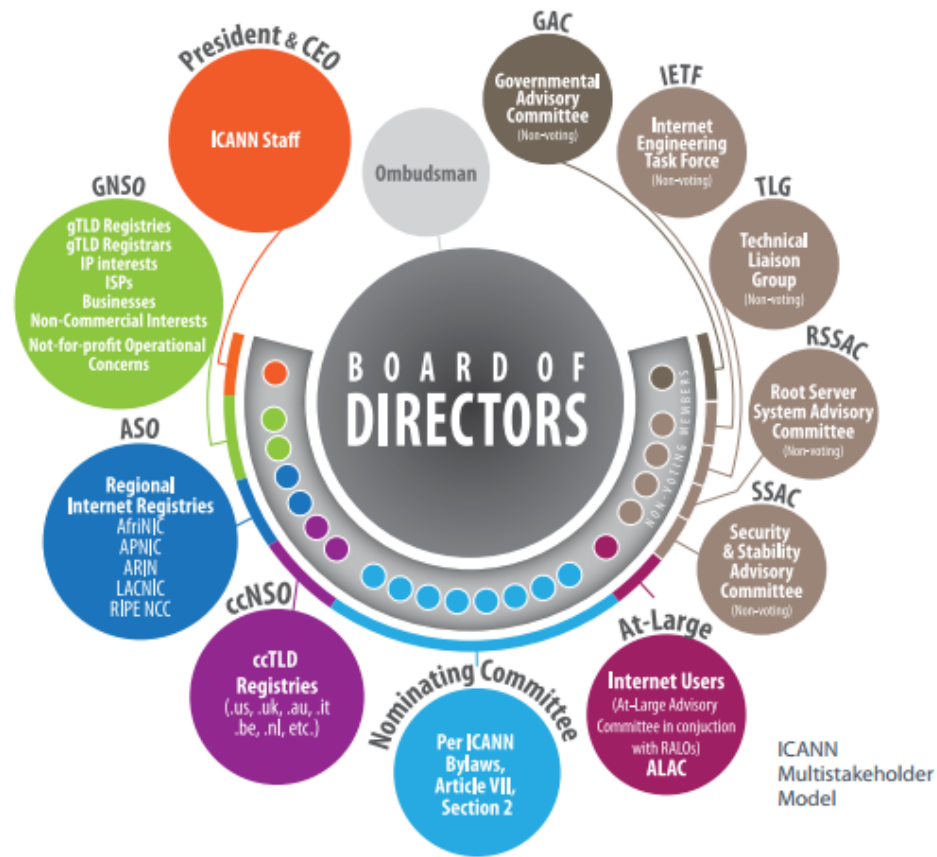 President & CEO
ICANN Staff
Ombudsman
GAC
Governmental
Advisory
Committee
(Non-voting)
IETF
Internet
Engineering
Task Force
(Non-voting)
TLG
Technical
Liaison
Group
(Non-voting)
RSSAC
Root Server
System Advisory
Committee
(Non-voting)
SSAC
Security
& Stability
Advisory
Committee
(Non-voting)
At-Large
Internet Users
(At-Large Advisory
Committee in conjunction
with RALOs)
ALAC
Nominating Committee
Per ICANN
Bylaws,
Article VII,
Section 2
ccNSO
ccTLD
Registries
(.us, .uk, .au, .it
.be, .nl, etc.)
ASO
Regional
Internet Registries
AfriNIC
APNIC
ARIN
LACNIC
RIPE NCC
GNSO
gTLD Registries
gTLD Registrars
IP interests
ISPs
Businesses
Non-Commercial Interests
Not-for-profit Operational
Concerns
BOARD OF
DIRECTORS
NON-VOTING MEMBERS
ICANN
Multistakeholder
Model